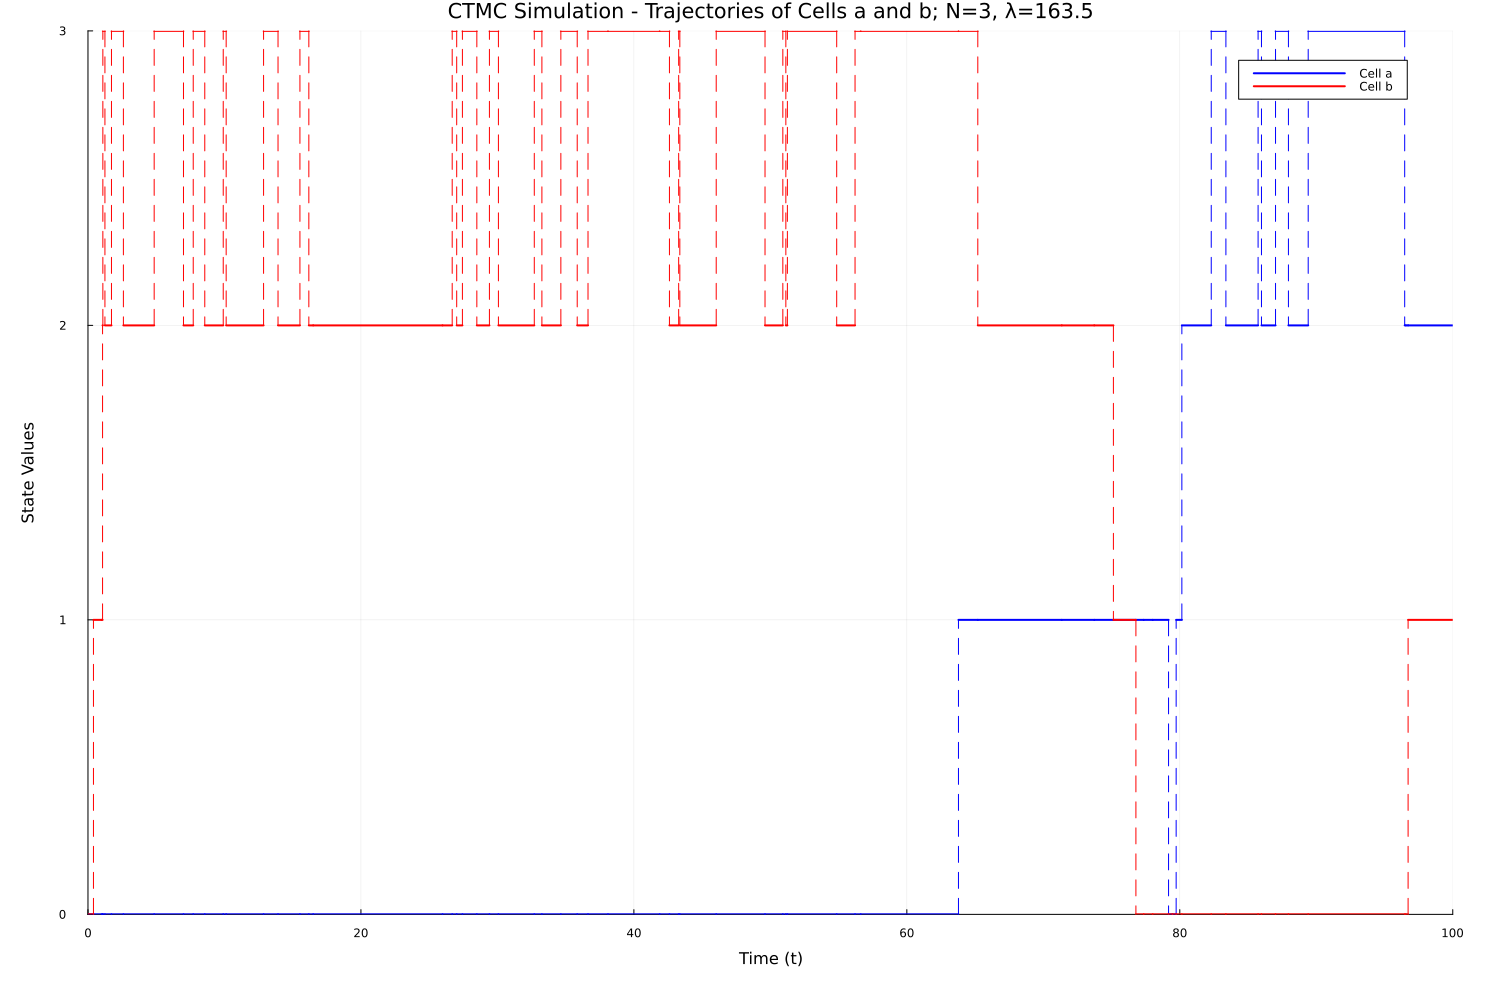 CTMC Simulation - Trajectories of Cells a and b; N=3, λ=163.5
3
Cell a
Cell b
2
State Values
1
0
0 20 40 60 80 100
Time (t)